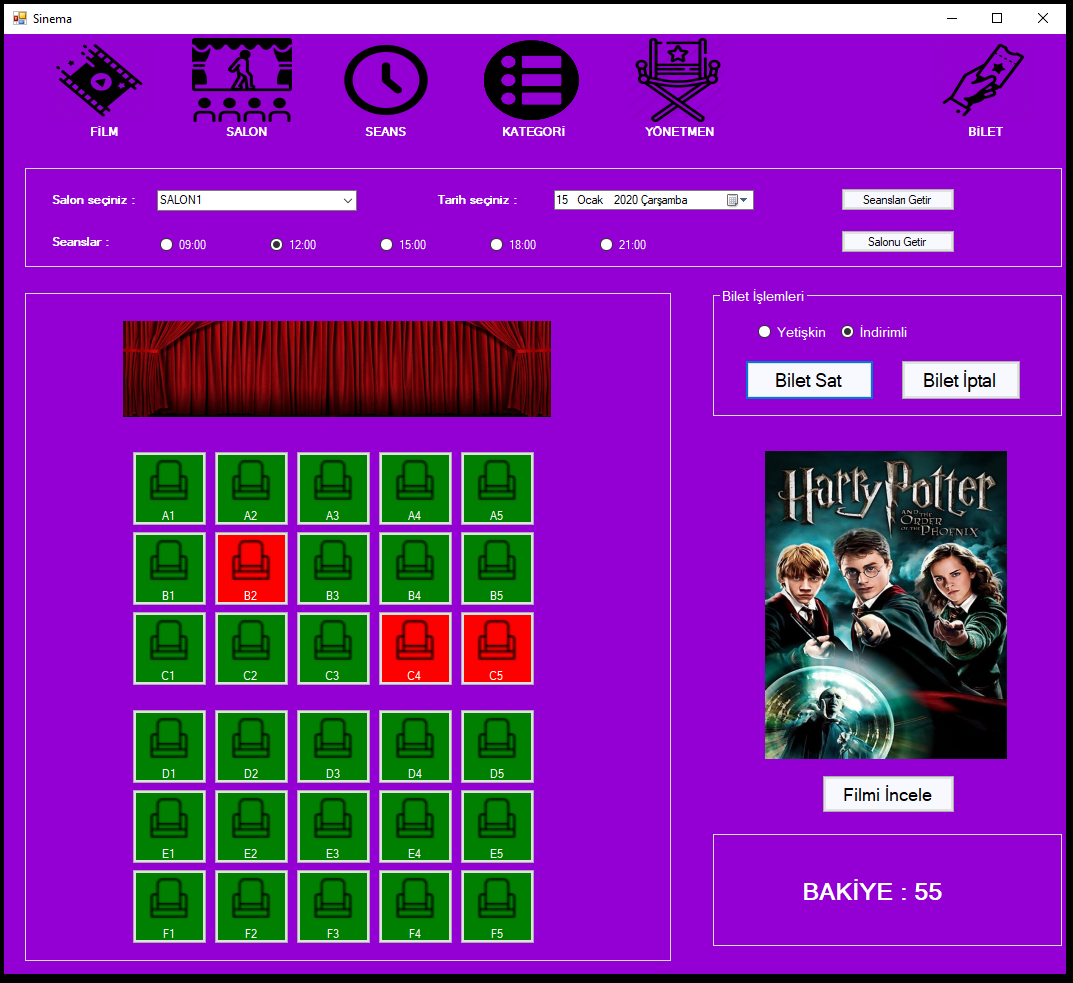 Sinema
FİLM SALON SEANS KATEGORİ YÖNETMEN BİLET
Salon seçiniz : SALON1 Tarih seçiniz : 15 Ocak 2020 Çarşamba Seansları Getir
Seanslar : 09:00 12:00 15:00 18:00 21:00 Salonu Getir
Bilet İşlemleri
Yetişkin İndirimli
Bilet Sat Bilet İptal
A1 A2 A3 A4 A5
B1 B2 B3 B4 B5
C1 C2 C3 C4 C5
D1 D2 D3 D4 D5
E1 E2 E3 E4 E5
F1 F2 F3 F4 F5
Harry Potter
AND THE
ORDER
OF THE PHOENIX
Filmi İncele
BAKİYE : 55